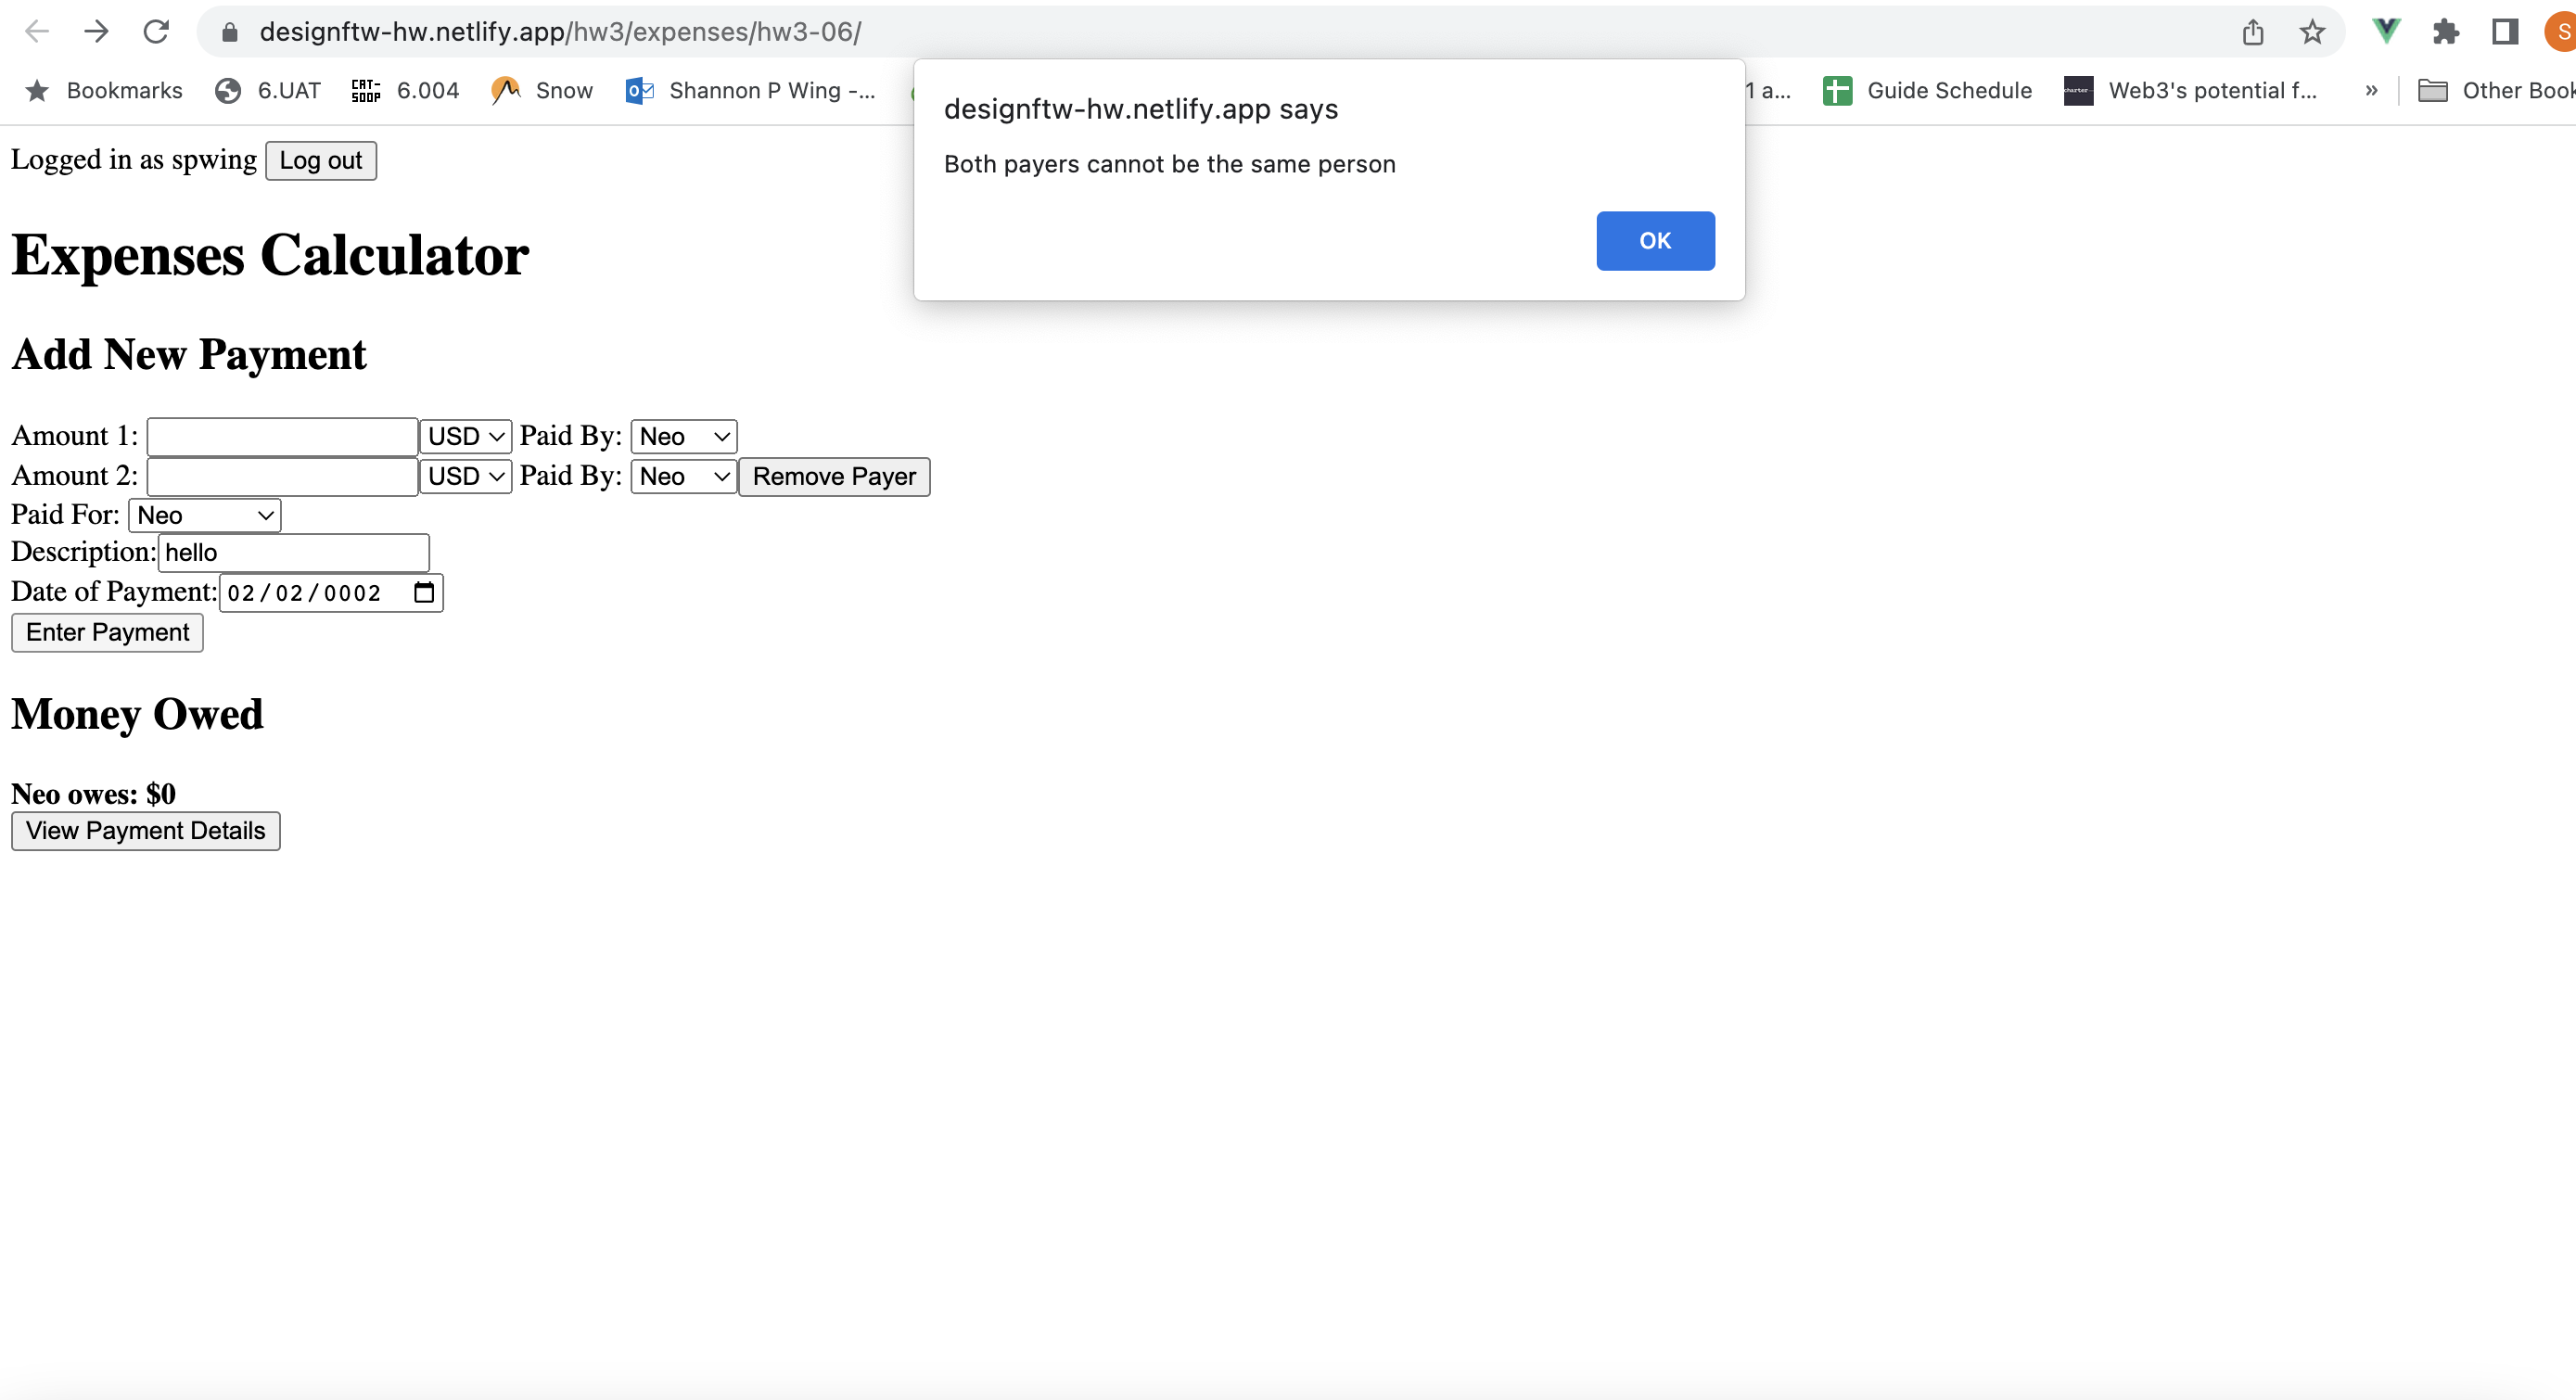 designftw-hw.netlify.app/hw3/expenses/hw3-06/
S
Bookmarks 6.UAT CAT-SOOP 6.004 Snow Shannon P Wing -... 1 a... Guide Schedule charter Web3's potential f... » Other Book
designftw-hw.netlify.app says
Both payers cannot be the same person
OK
Logged in as spwing Log out
Expenses Calculator
Add New Payment
Amount 1: USD Paid By: Neo
Amount 2: USD Paid By: Neo Remove Payer
Paid For: Neo
Description: hello
Date of Payment: 02/02/0002
Enter Payment
Money Owed
Neo owes: $0
View Payment Details